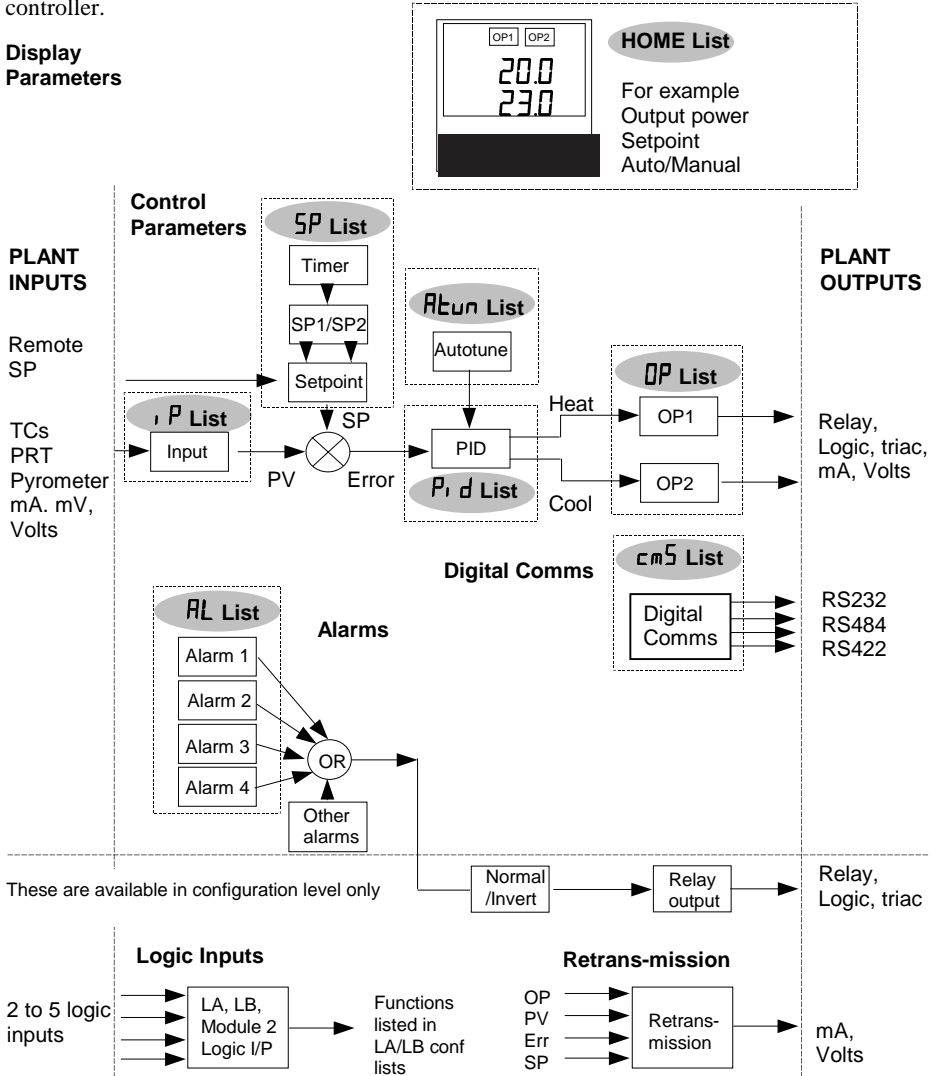 controller.
Display
Parameters
OP1 OP2
20.0
23.0
HOME List
For example
Output power
Setpoint
Auto/Manual
Control
Parameters
PLANT
INPUTS
Remote
SP
TCs
PRT
Pyrometer
mA. mV,
Volts
SP List
Timer
SP1/SP2
Setpoint
SP
iP List
Input
PV
Error
Atun List
Autotune
PID
Pid List
Heat
Cool
OP List
OP1
OP2
PLANT
OUTPUTS
Relay,
Logic, triac,
mA, Volts
Digital Comms
cmS List
Digital
Comms
RS232
RS484
RS422
AL List
Alarms
Alarm 1
Alarm 2
Alarm 3
Alarm 4
OR
Other
alarms
These are available in configuration level only
Normal
/Invert
Relay
output
Relay,
Logic, triac
Logic Inputs
2 to 5 logic
inputs
LA, LB,
Module 2
Logic I/P
Functions
listed in
LA/LB conf
lists
Retrans-mission
OP
PV
Err
SP
Retrans-
mission
mA,
Volts